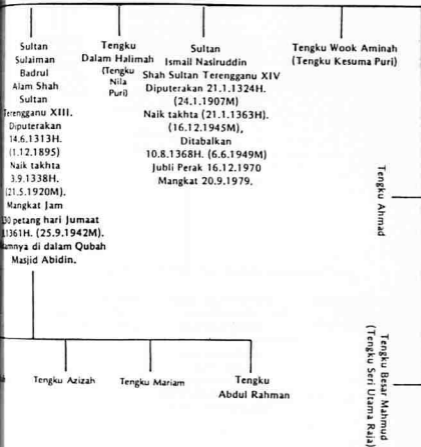 Sultan
Sulaiman
Badrul
Alam Shah
Sultan
Terengganu XIII.
Diputerakan
14.6.1313H.
(1.12.1895)
Naik takhta
3.9.1338H.
(21.5.1920M).
Mangkat Jam
petang hari Jumaat
1361H. (25.9.1942M).
di dalam Qubah
Masjid Abidin.
Tengku
Dalam Halimah
(Tengku
Nila
Puri)
Sultan
Ismail Nasiruddin
Shah Sultan Terengganu XIV
Diputerakan 21.1.1324H.
(24.1.1907M)
Naik takhta (21.1.1363H).
(16.12.1945M),
Ditabalkan
10.8.1368H. (6.6.1949M)
Jubli Perak 16.12.1970
Mangkat 20.9.1979.
Tengku Wook Aminah
(Tengku Kesuma Puri)
Tengku Ahmad
Tengku Besar Mahmud
(Tengku Seri Utama Raja)
Tengku Azizah
Tengku Mariam
Tengku
Abdul Rahman